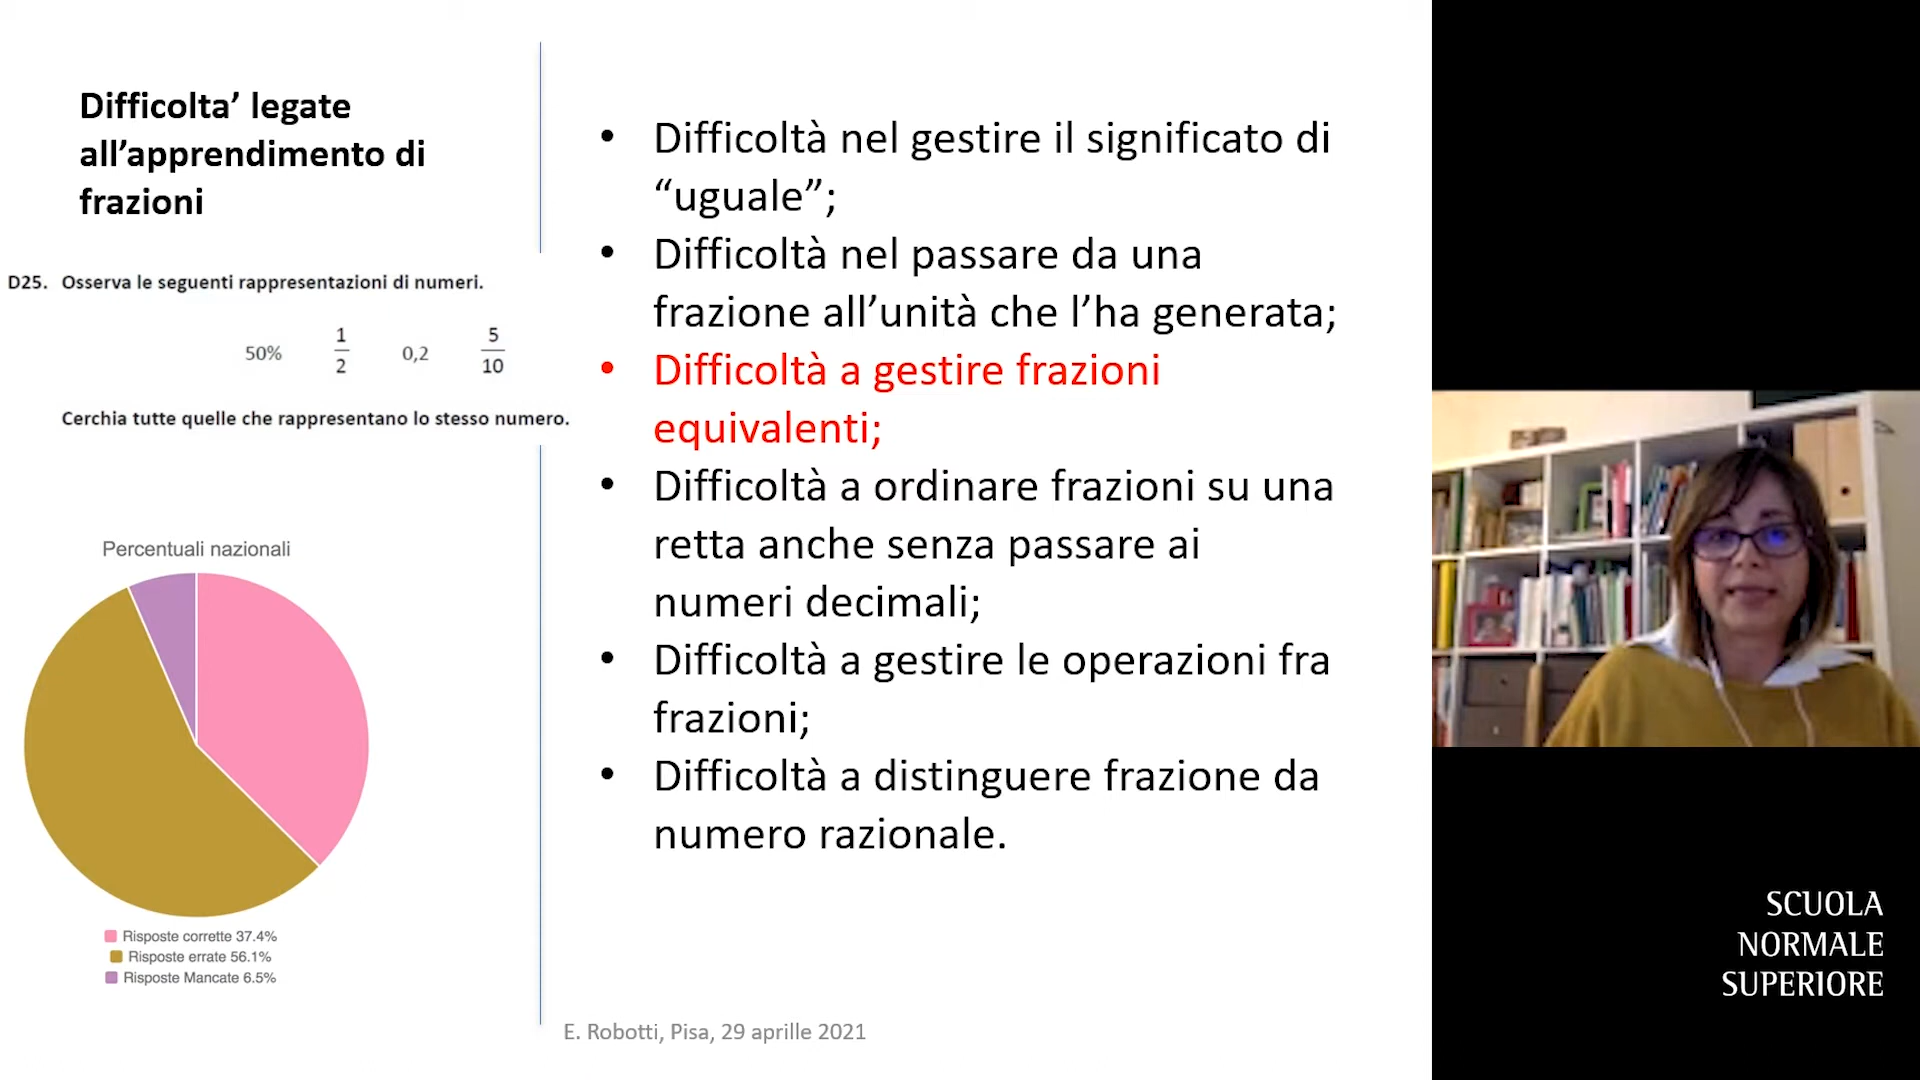 Difficolta’ legate
all’apprendimento di
frazioni
D25. Osserva le seguenti rappresentazioni di numeri.
50% 1/2 0,2 5/10
Cerchia tutte quelle che rappresentano lo stesso numero.
Percentuali nazionali
Risposte corrette 37.4%
Risposte errate 56.1%
Risposte Mancate 6.5%
• Difficoltà nel gestire il significato di
“uguale”;
• Difficoltà nel passare da una
frazione all’unità che l’ha generata;
• Difficoltà a gestire frazioni
equivalenti;
• Difficoltà a ordinare frazioni su una
retta anche senza passare ai
numeri decimali;
• Difficoltà a gestire le operazioni fra
frazioni;
• Difficoltà a distinguere frazione da
numero razionale.
E. Robotti, Pisa, 29 aprille 2021
SCUOLA
NORMALE
SUPERIORE